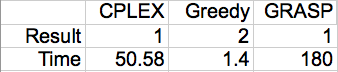 CPLEX Greedy GRASP
Result 1 2 1
Time 50.58 1.4 180